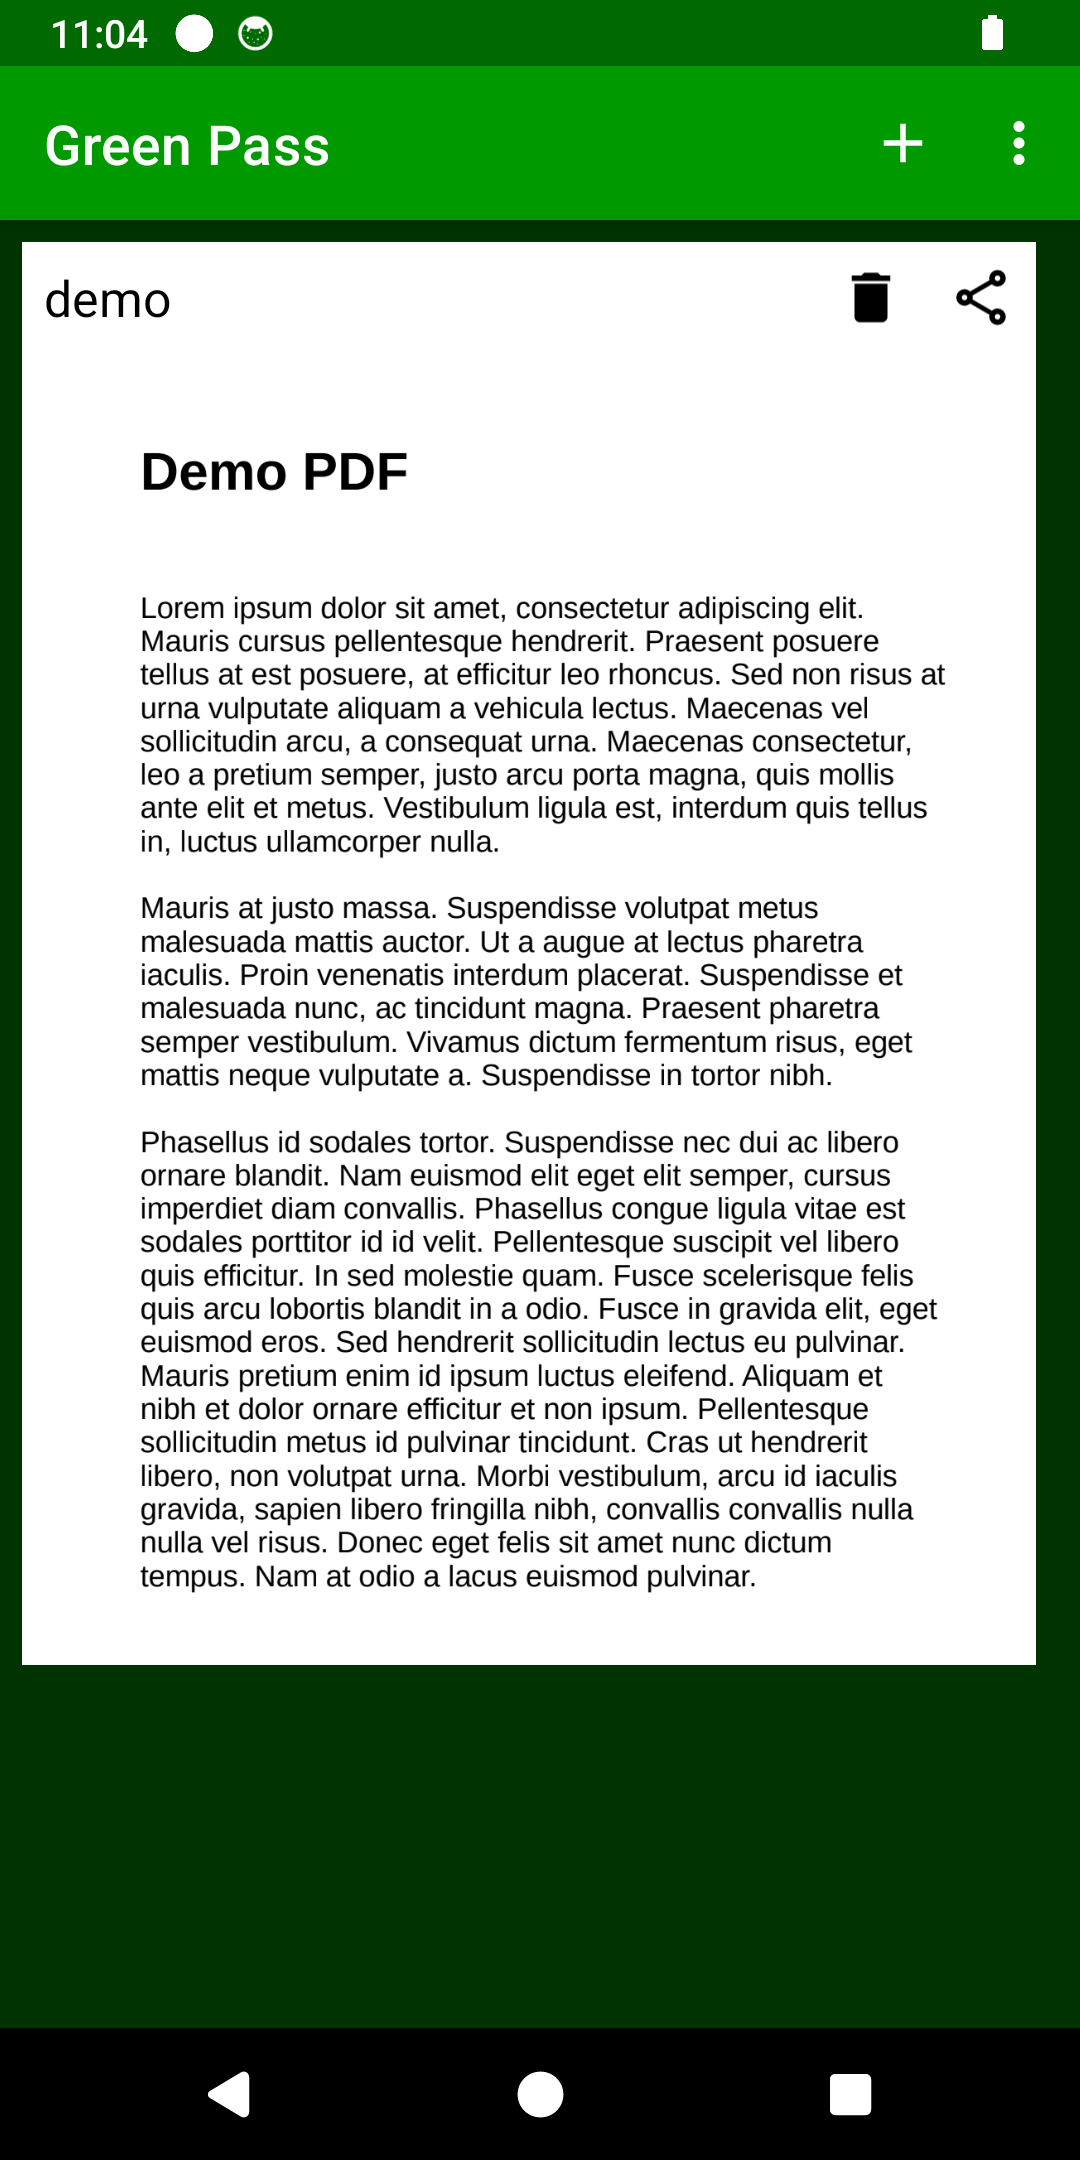 11:04
Green Pass
demo
Demo PDF
Lorem ipsum dolor sit amet, consectetur adipiscing elit.
Mauris cursus pellentesque hendrerit. Praesent posuere
tellus at est posuere, at efficitur leo rhoncus. Sed non risus at
urna vulputate aliquam a vehicula lectus. Maecenas vel
sollicitudin arcu, a consequat urna. Maecenas consectetur,
leo a pretium semper, justo arcu porta magna, quis mollis
ante elit et metus. Vestibulum ligula est, interdum quis tellus
in, luctus ullamcorper nulla.
Mauris at justo massa. Suspendisse volutpat metus
malesuada mattis auctor. Ut a augue at lectus pharetra
iaculis. Proin venenatis interdum placerat. Suspendisse et
malesuada nunc, ac tincidunt magna. Praesent pharetra
semper vestibulum. Vivamus dictum fermentum risus, eget
mattis neque vulputate a. Suspendisse in tortor nibh.
Phasellus id sodales tortor. Suspendisse nec dui ac libero
ornare blandit. Nam euismod elit eget elit semper, cursus
imperdiet diam convallis. Phasellus congue ligula vitae est
sodales porttitor id id velit. Pellentesque suscipit vel libero
quis efficitur. In sed molestie quam. Fusce scelerisque felis
quis arcu lobortis blandit in a odio. Fusce in gravida elit, eget
euismod eros. Sed hendrerit sollicitudin lectus eu pulvinar.
Mauris pretium enim id ipsum luctus eleifend. Aliquam et
nibh et dolor ornare efficitur et non ipsum. Pellentesque
sollicitudin metus id pulvinar tincidunt. Cras ut hendrerit
libero, non volutpat urna. Morbi vestibulum, arcu id iaculis
gravida, sapien libero fringilla nibh, convallis convallis nulla
nulla vel risus. Donec eget felis sit amet nunc dictum
tempus. Nam at odio a lacus euismod pulvinar.